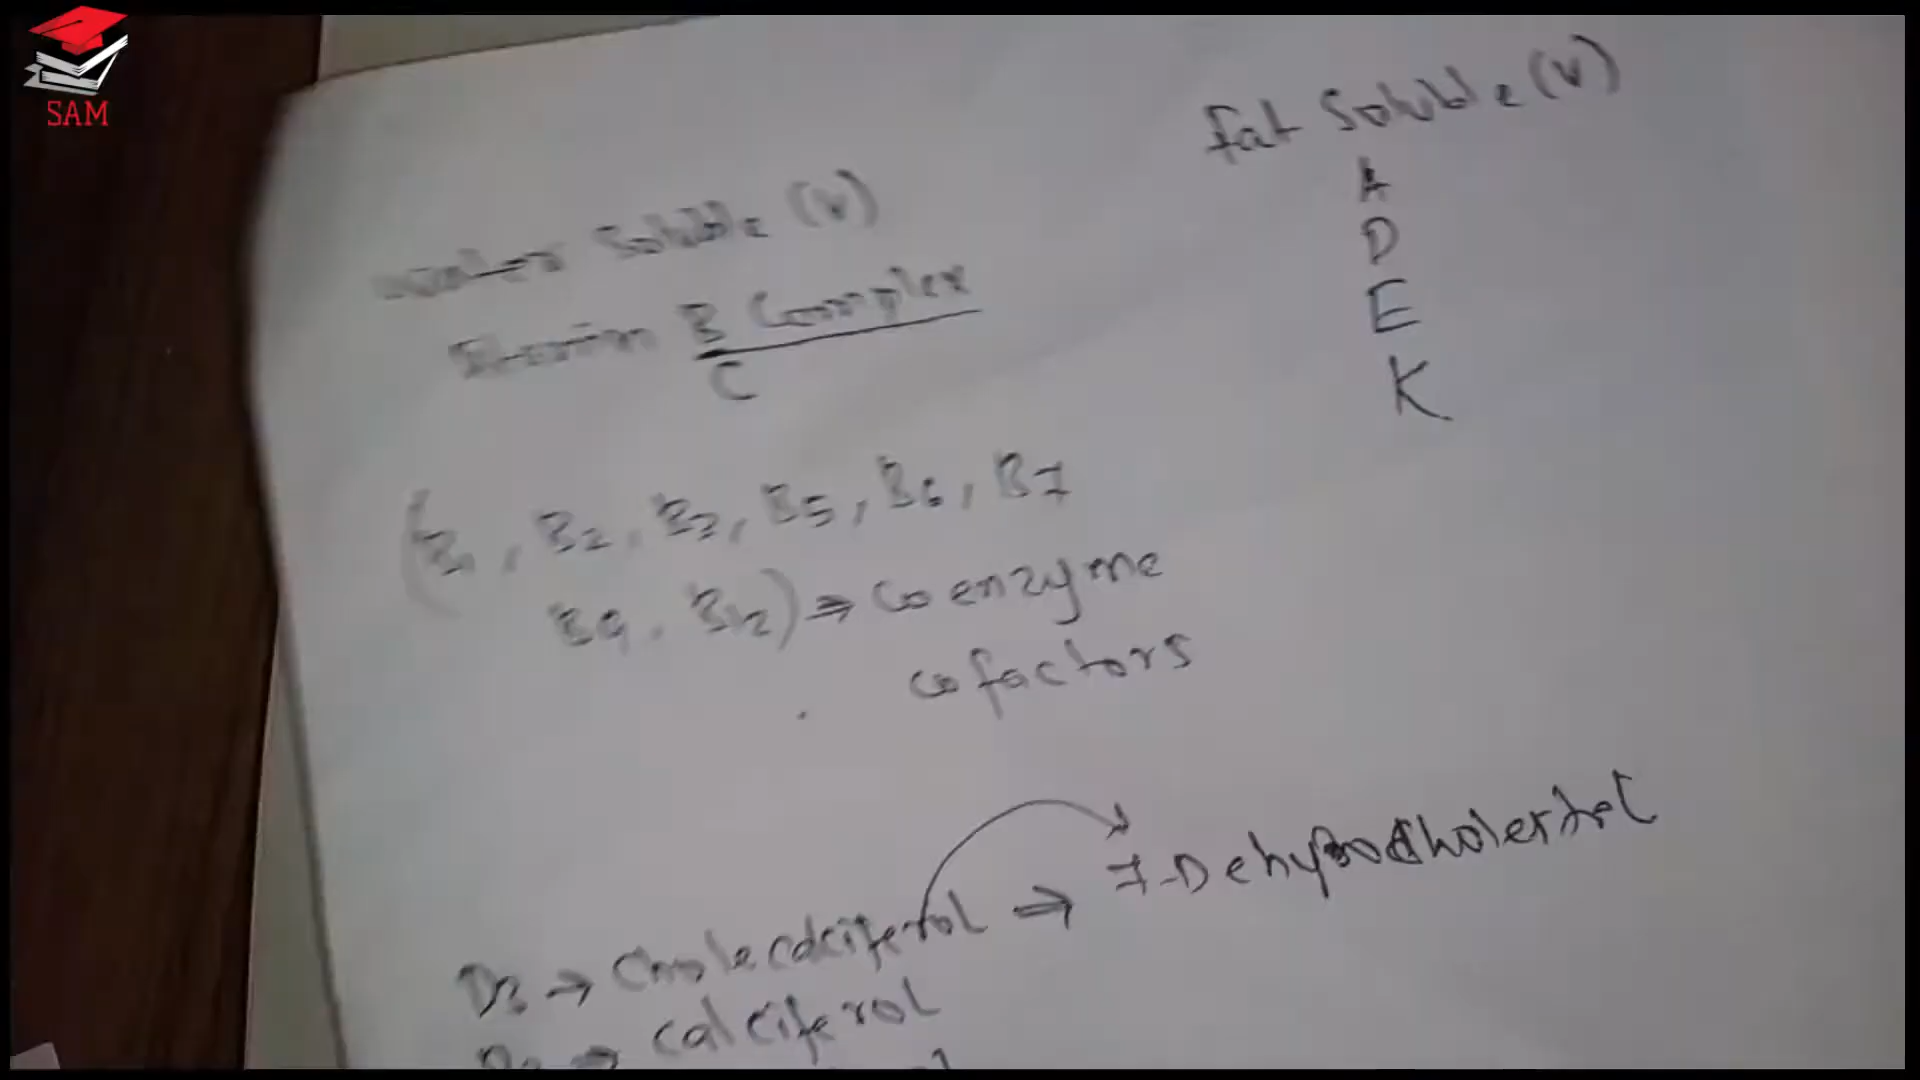 SAM
water Soluble (V)
Vitamin B Complex
C
fat Soluble (V)
A
D
E
K
(B1, B2, B3, B5, B6, B7
B9, B12) ⇒ Coenzyme
cofactors
D3 → Cholecalciferol ⇒ 7-Dehydrocholesterol
→ Calciferol